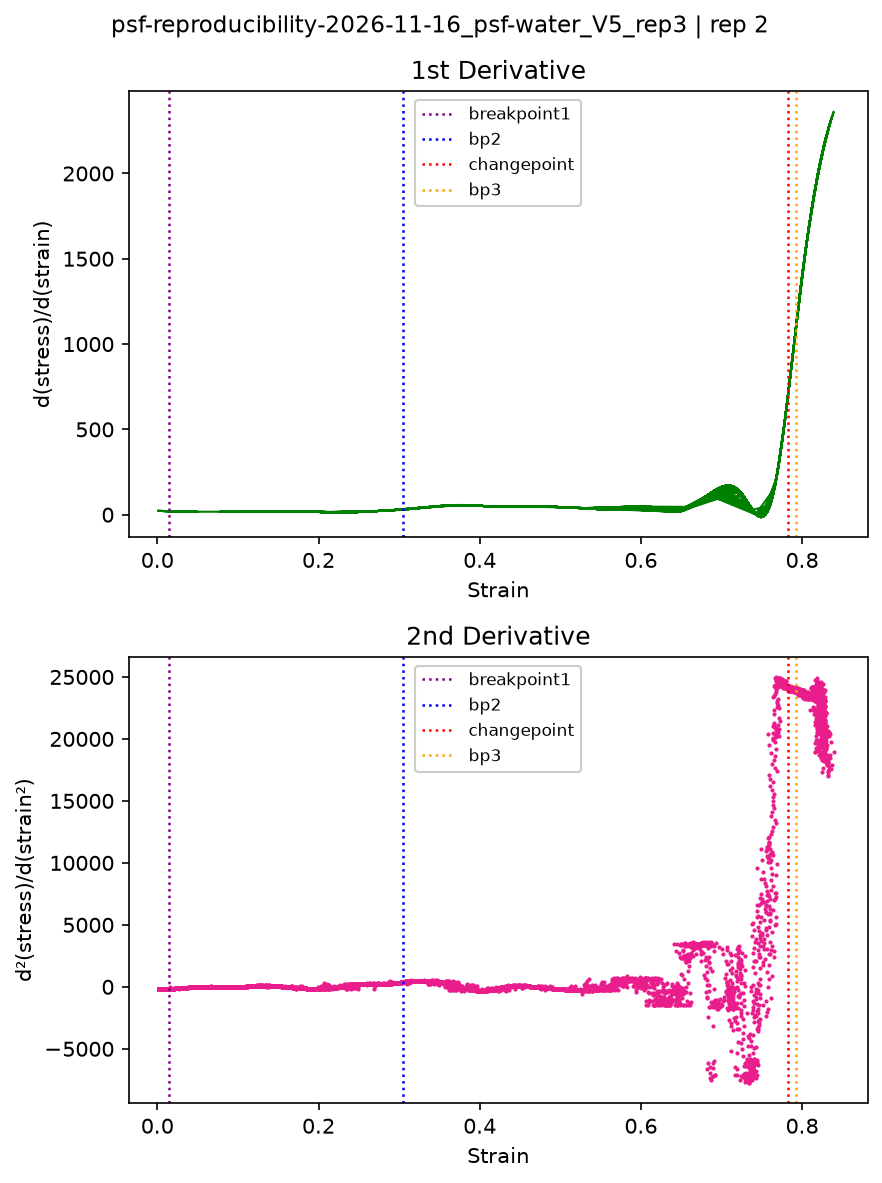 psf-reproducibility-2026-11-16_psf-water_V5_rep3 | rep 2
1st Derivative
breakpoint1
bp2
changepoint
bp3
d(stress)/d(strain)
2000
1500
1000
500
0
0.0 0.2 0.4 0.6 0.8
Strain
2nd Derivative
breakpoint1
bp2
changepoint
bp3
d²(stress)/d(strain²)
25000
20000
15000
10000
5000
0
−5000
0.0 0.2 0.4 0.6 0.8
Strain